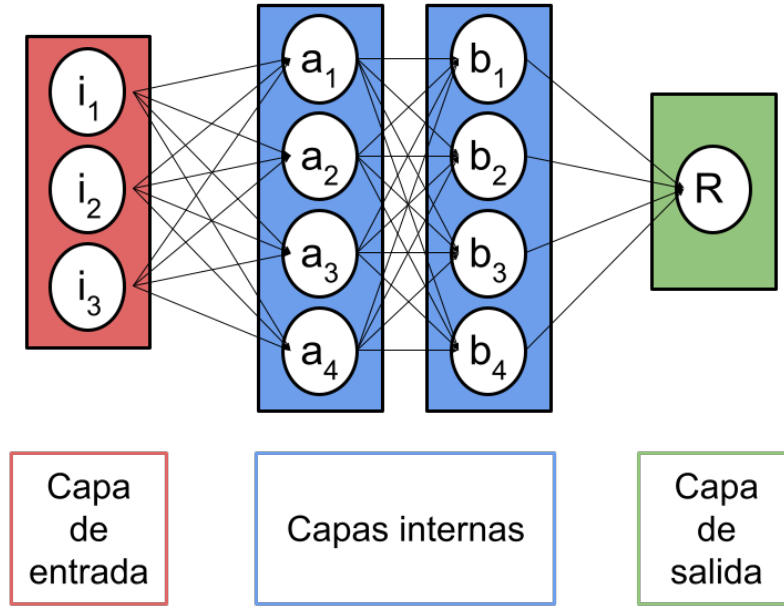 i1
i2
i3
a1
a2
a3
a4
b1
b2
b3
b4
R
Capa
de
entrada
Capas internas
Capa
de
salida